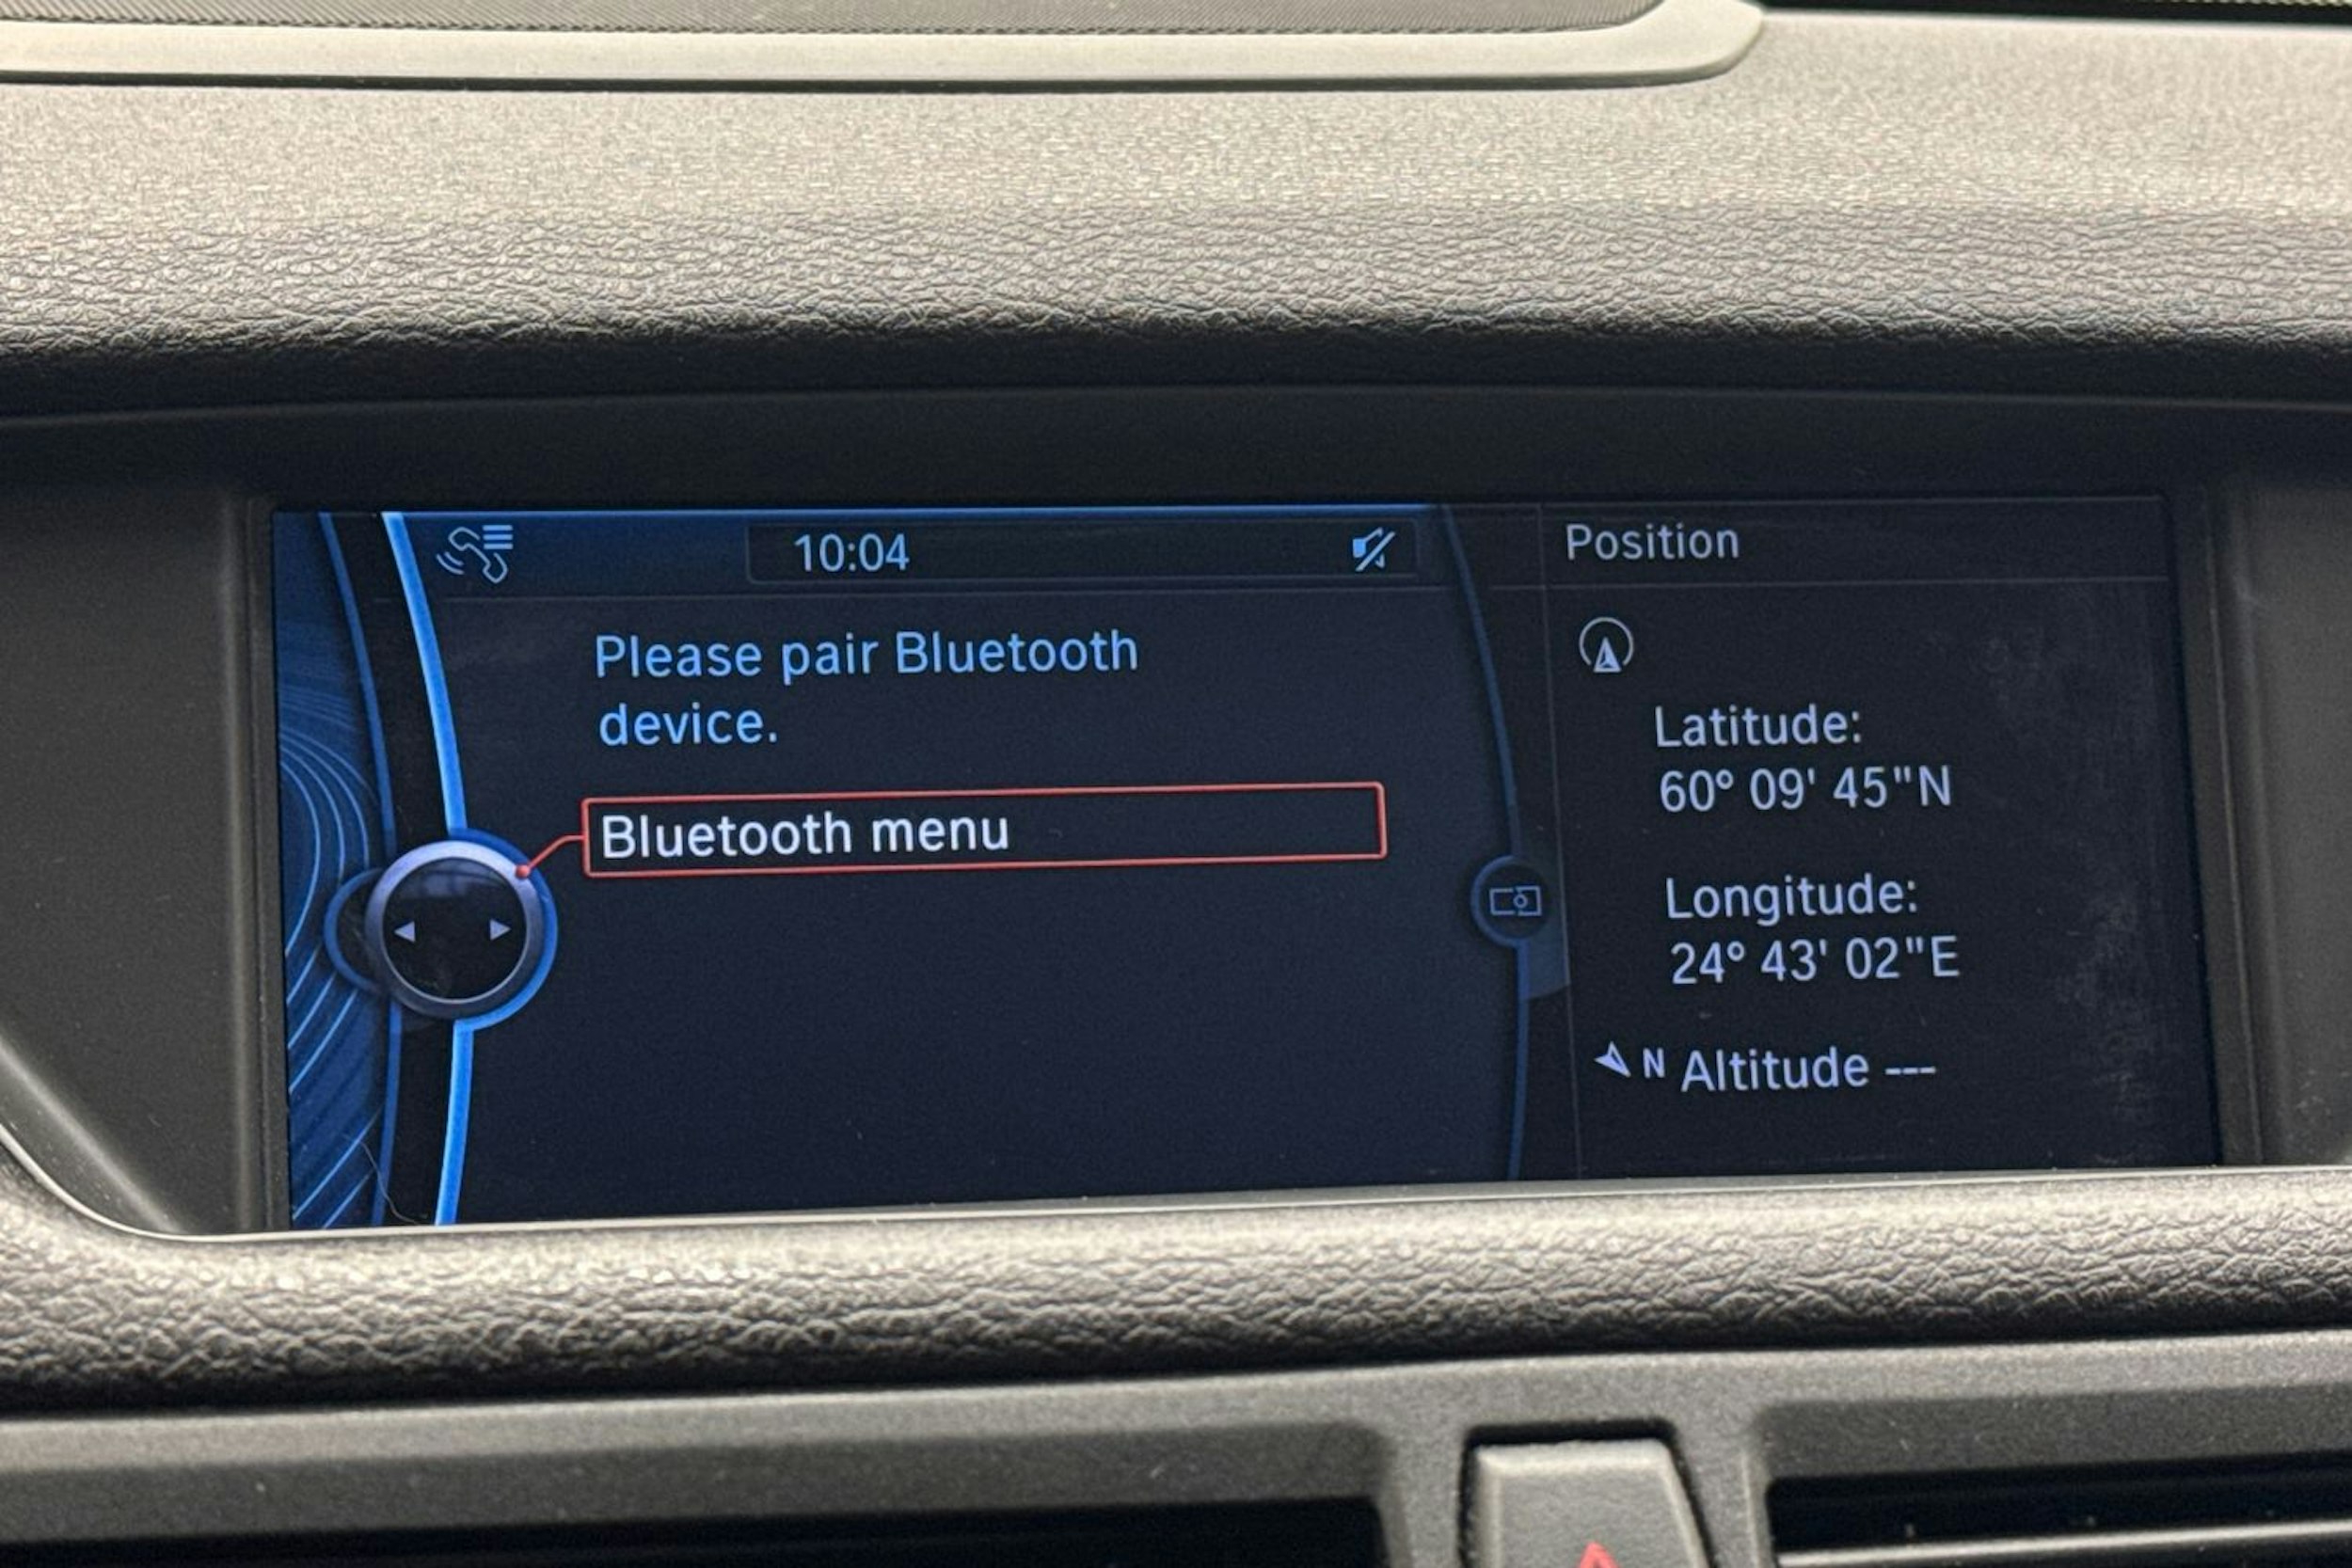 10:04
Please pair Bluetooth
device.
Bluetooth menu
Position
Latitude:
60° 09' 45"N
Longitude:
24° 43' 02"E
N Altitude ---